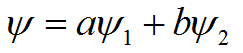 ψ = aψ₁ + bψ₂